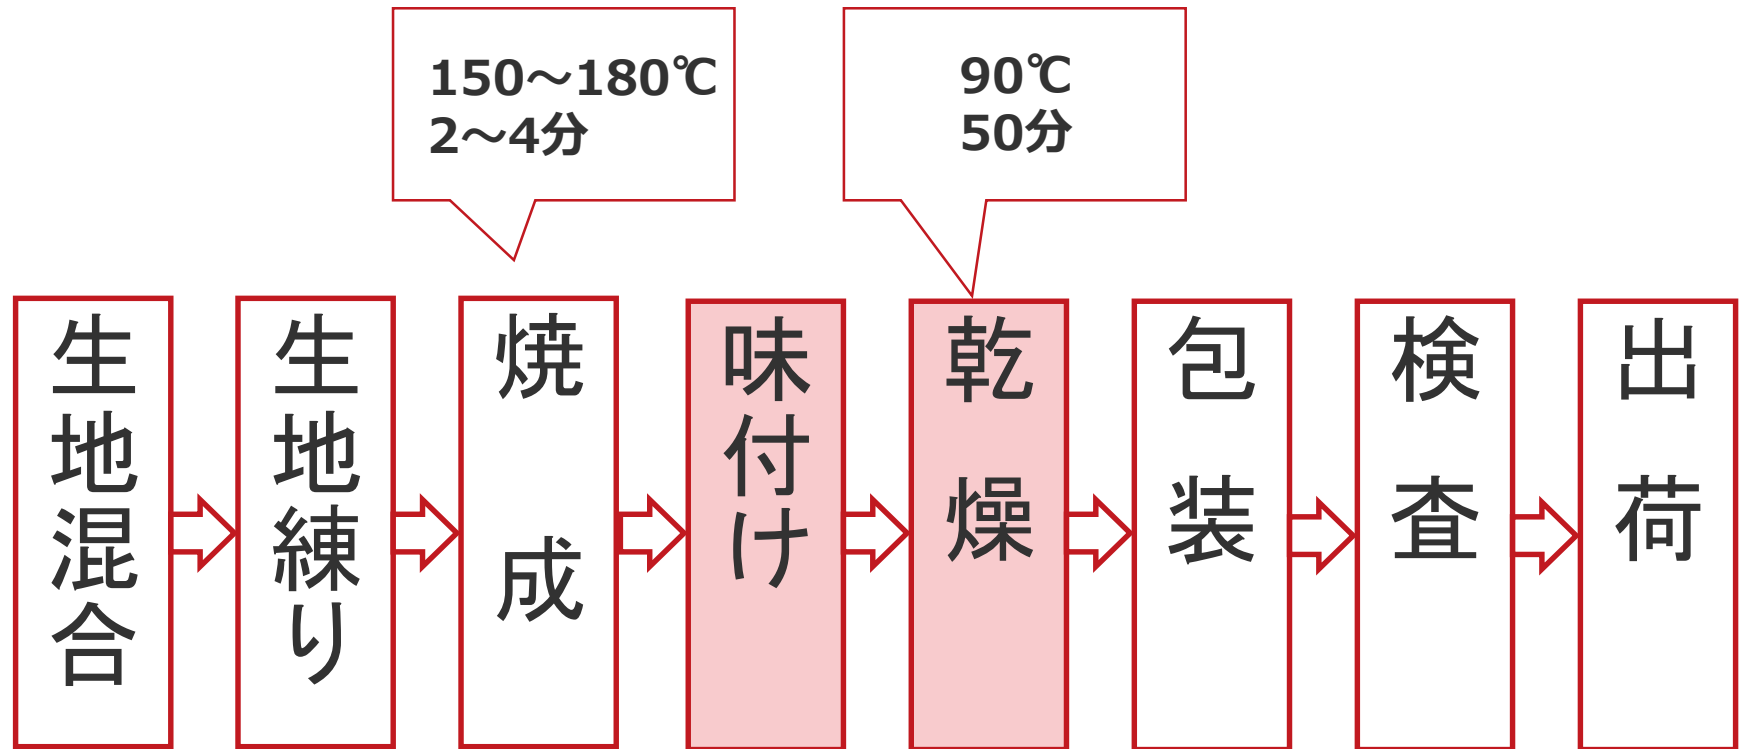 150～180℃
2～4分
90℃
50分
生地混合
生地練り
焼成
味付け
乾燥
包装
検査
出荷